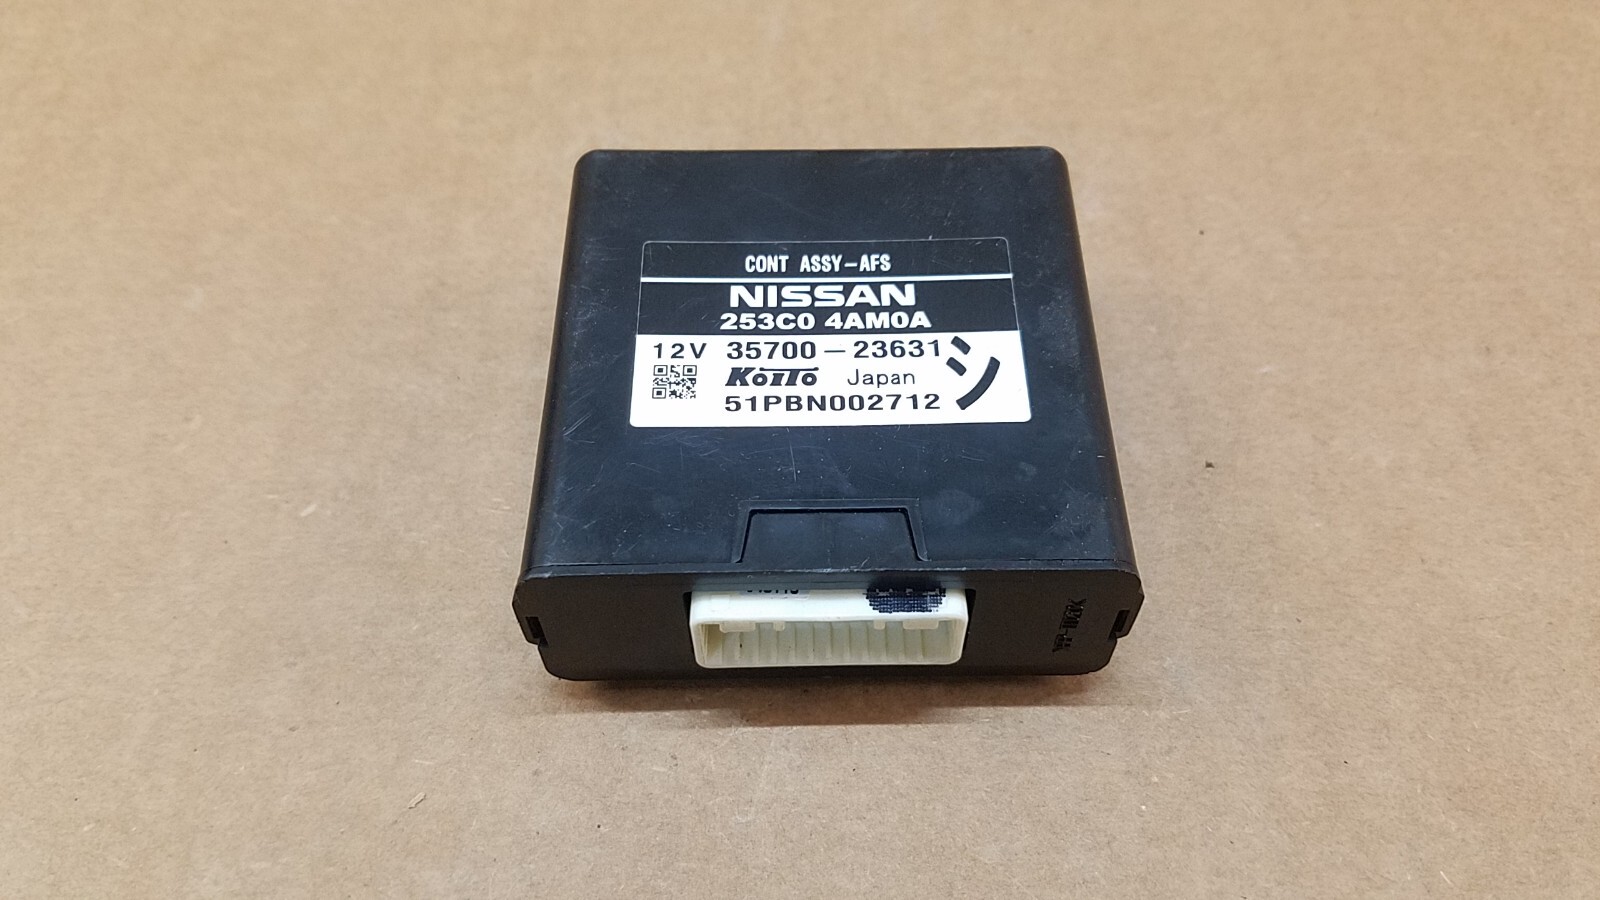 CONT ASSY-AFS
NISSAN
253C0 4AM0A
12V 35700-23631
シ
KOITO Japan
51PBN002712